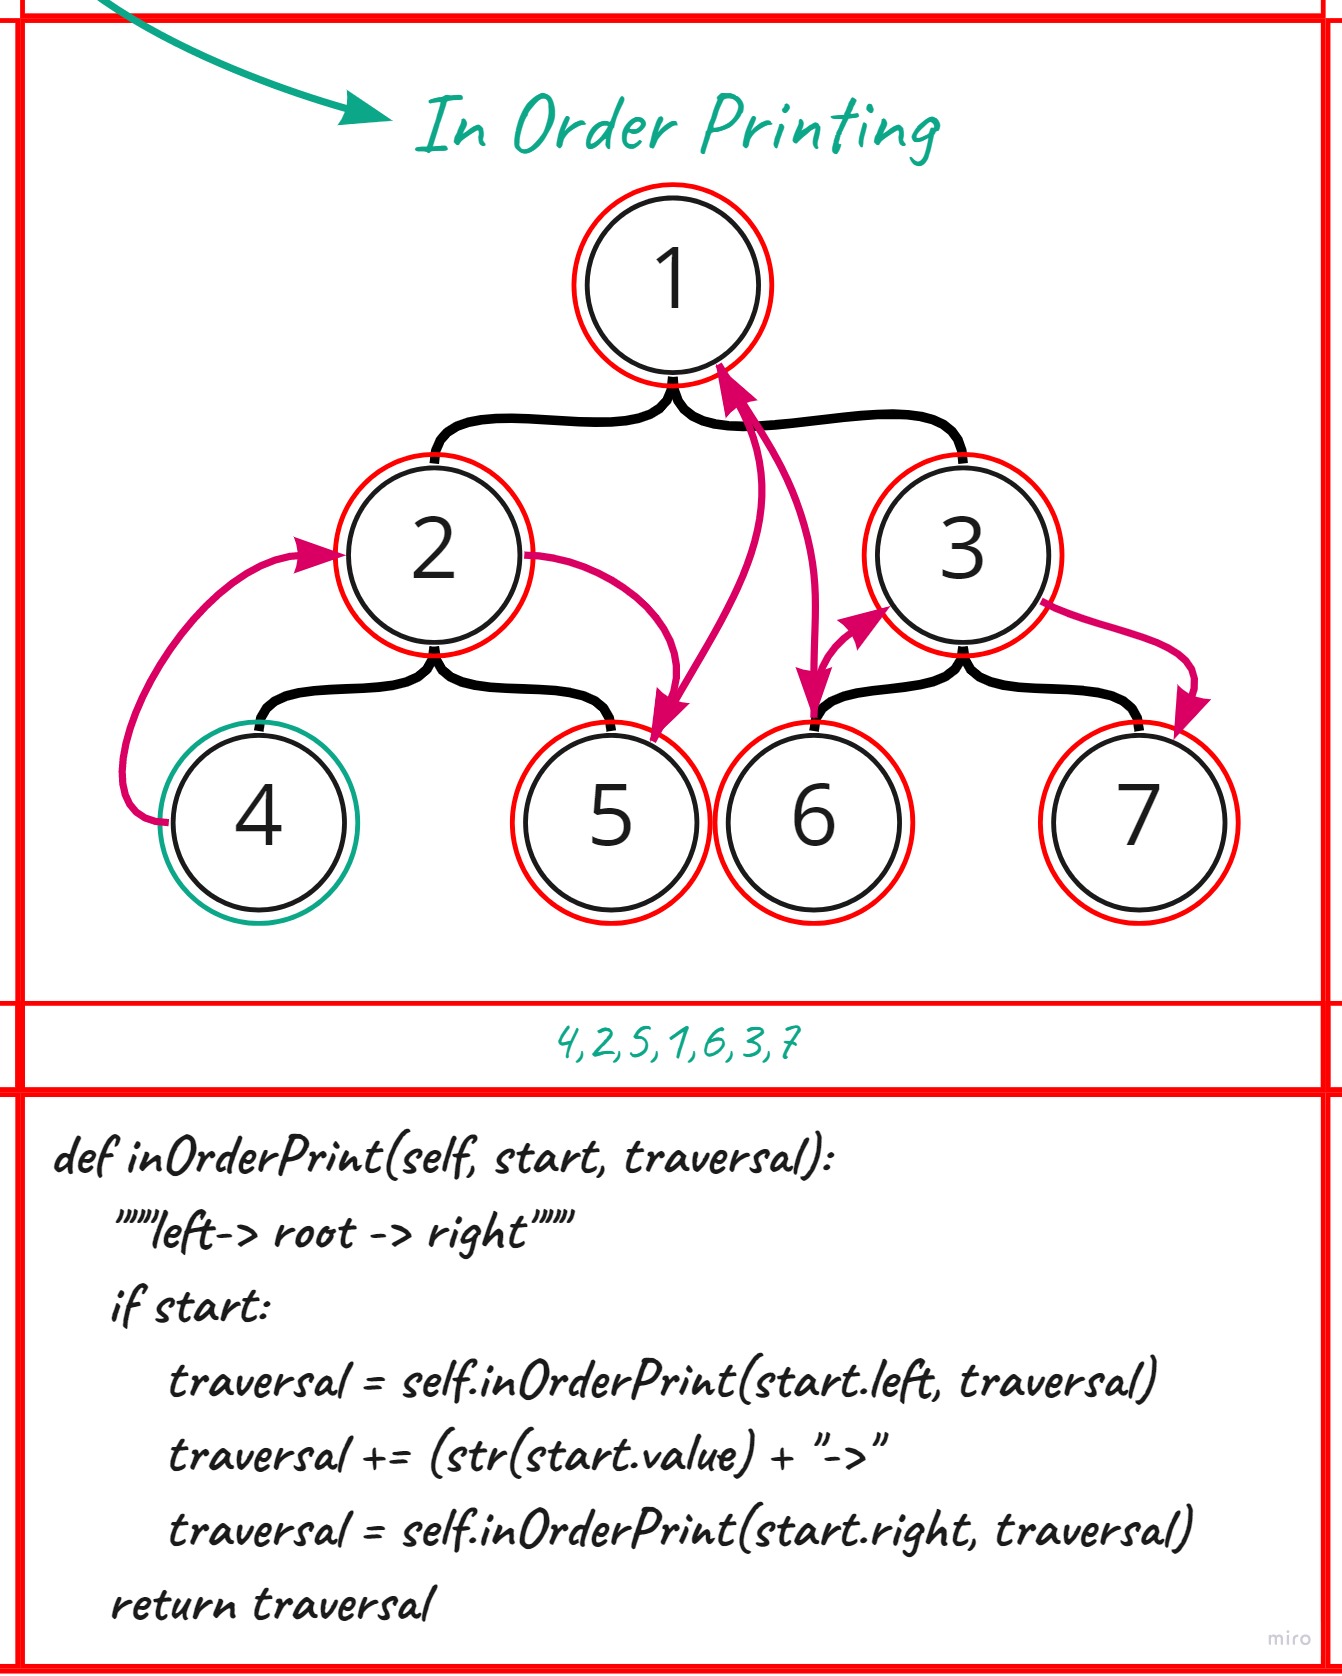 In Order Printing
1
2
3
4
5
6
7
4,2,5,1,6,3,7
def inOrderPrint(self, start, traversal):
"""left-> root -> right"""
if start:
traversal = self.inOrderPrint(start.left, traversal)
traversal += (str(start.value) + "->"
traversal = self.inOrderPrint(start.right, traversal)
return traversal
miro